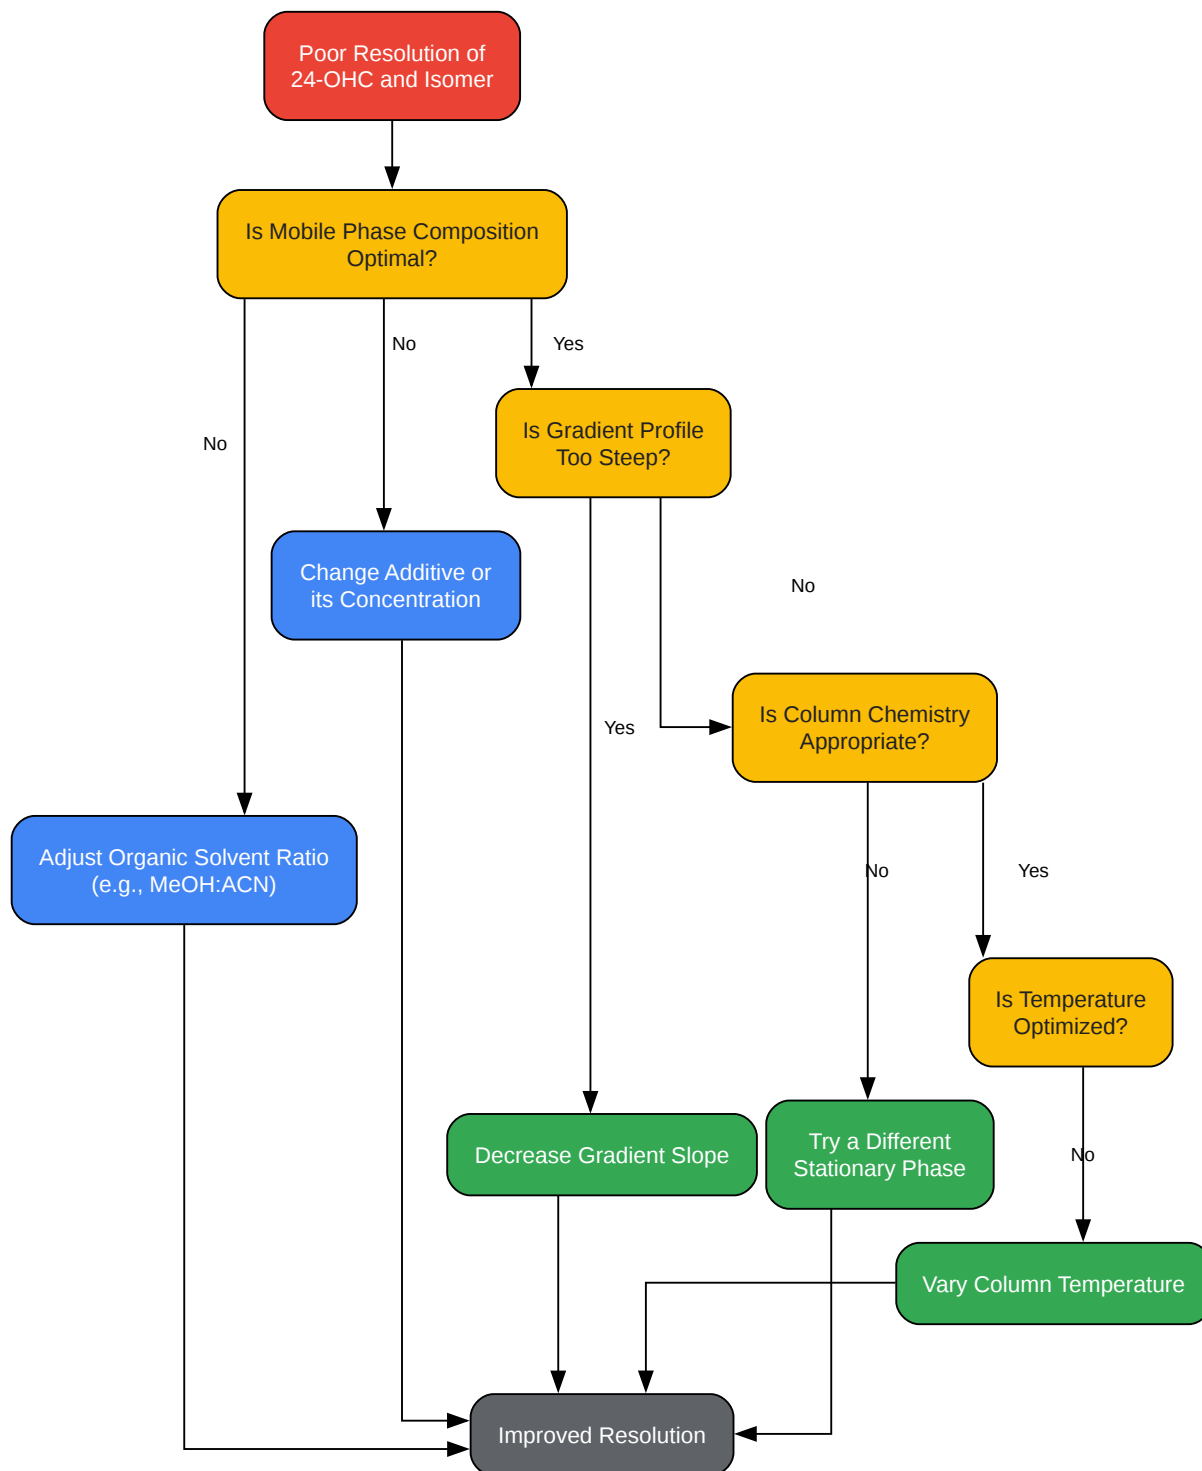 Poor Resolution of
24-OHC and Isomer
Is Mobile Phase Composition
Optimal?
No
Yes
Is Gradient Profile
Too Steep?
No
Change Additive or
its Concentration
No
Is Column Chemistry
Appropriate?
Yes
Adjust Organic Solvent Ratio
(e.g., MeOH:ACN)
No
Yes
Is Temperature
Optimized?
Decrease Gradient Slope
Try a Different
Stationary Phase
No
Vary Column Temperature
Improved Resolution